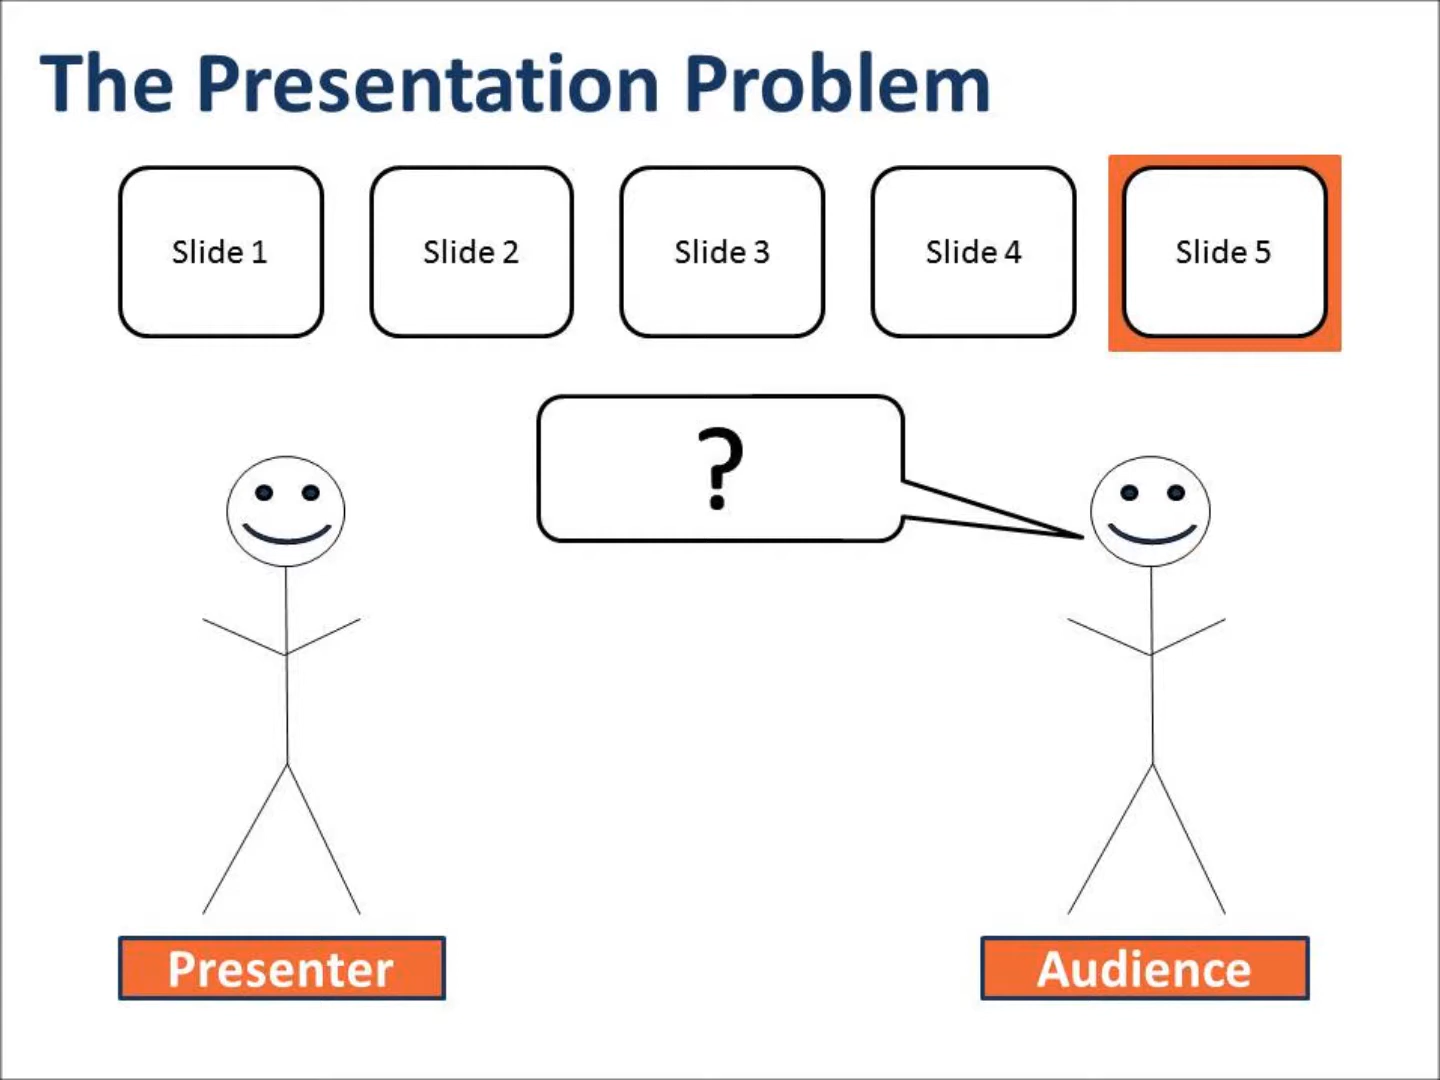 The Presentation Problem
Slide 1
Slide 2
Slide 3
Slide 4
Slide 5
?
Presenter
Audience